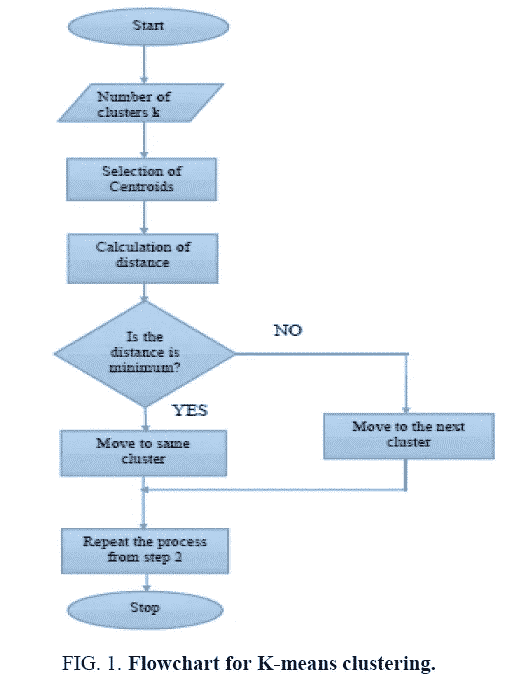 Start
Number of
clusters k
Selection of
Centroids
Calculation of
distance
Is the
distance is
minimum?
NO
YES
Move to same
cluster
Move to the next
cluster
Repeat the process
from step 2
Stop
FIG. 1. Flowchart for K-means clustering.